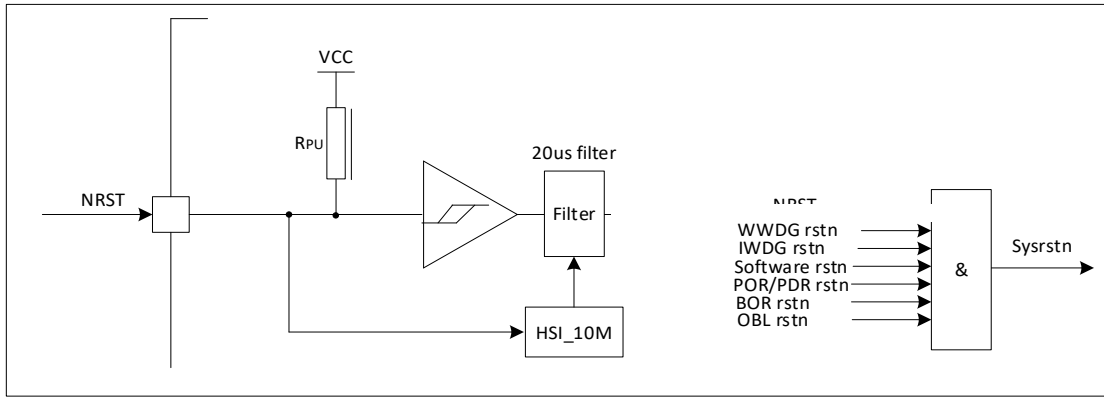 VCC
RPU
20us filter
NRST
Filter
HSI_10M
NRST
WWDG rstn
IWDG rstn
Software rstn
POR/PDR rstn
BOR rstn
OBL rstn
&
Sysrstn